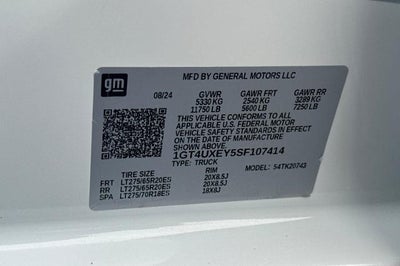 gm
MFD BY GENERAL MOTORS LLC
08/24 GVWR GAWR FRT GAWR RR
5330 KG 2540 KG 3289 KG
11750 LB 5600 LB 7250 LB
THIS VEHICLE CONFORMS TO ALL
APPLICABLE U.S. FEDERAL MOTOR
VEHICLE SAFETY STANDARDS IN EFFECT ON
THE DATE OF MANUFACTURE SHOWN ABOVE.
1GT4UXEY5SF107414
TYPE: TRUCK MODEL: 54TK20743
TIRE SIZE RIM
FRT LT275/65R20ES 20X8.5J
RR LT275/65R20ES 20X8.5J
SPA LT275/70R18ES 18X8J